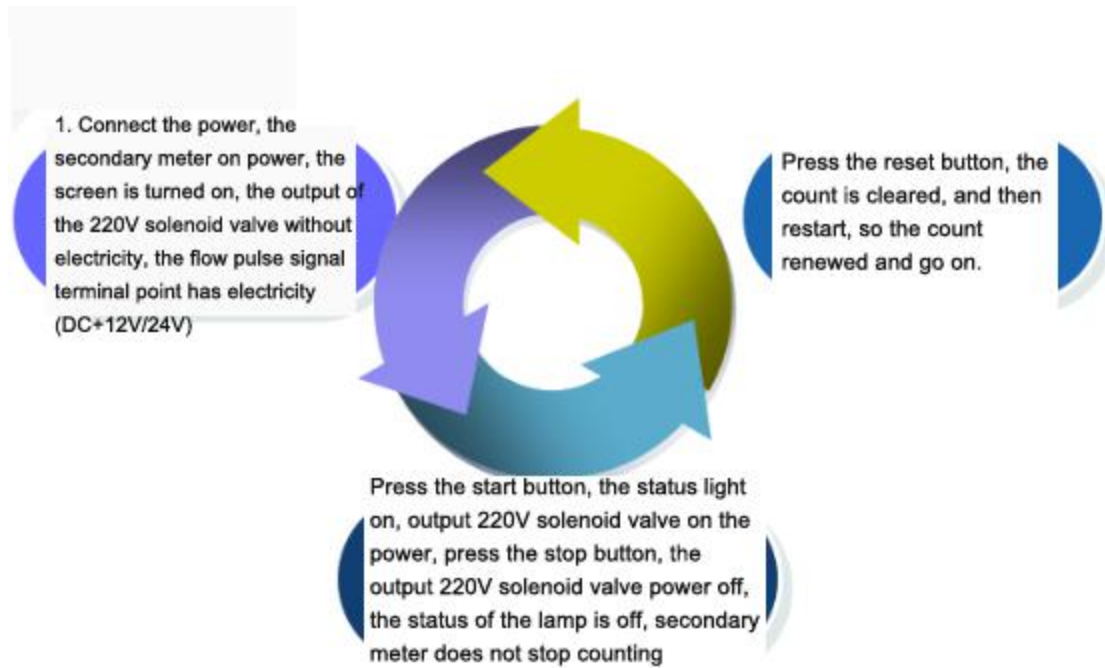 1. Connect the power, the
secondary meter on power, the
screen is turned on, the output of
the 220V solenoid valve without
electricity, the flow pulse signal
terminal point has electricity
(DC+12V/24V)
Press the reset button, the
count is cleared, and then
restart, so the count
renewed and go on.
Press the start button, the status light
on, output 220V solenoid valve on the
power, press the stop button, the
output 220V solenoid valve power off,
the status of the lamp is off, secondary
meter does not stop counting